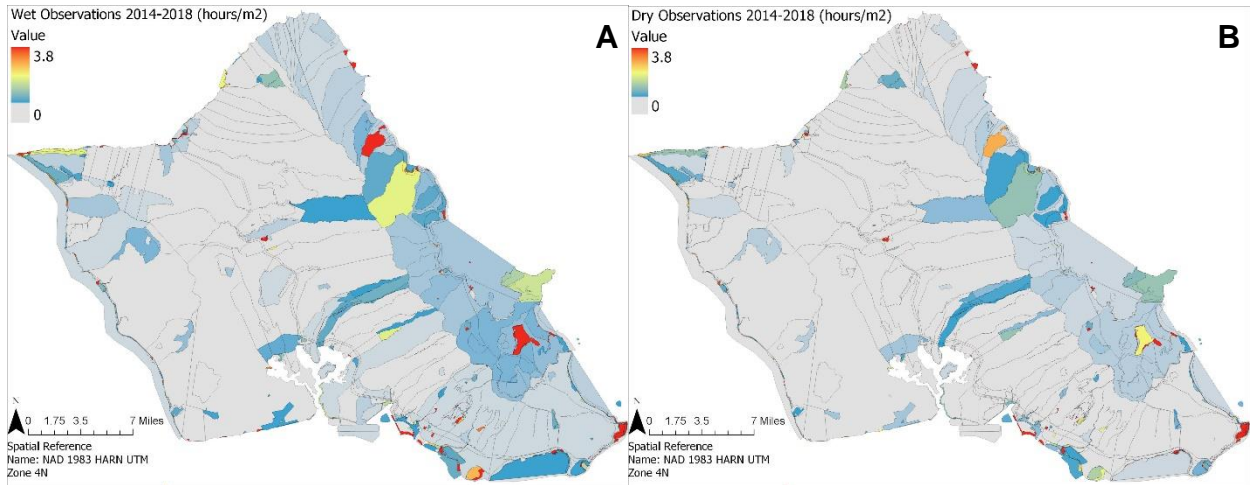 Wet Observations 2014-2018 (hours/m2)
Value
3.8
0
A
N
0 1.75 3.5 7 Miles
Spatial Reference
Name: NAD 1983 HARN UTM
Zone 4N
Dry Observations 2014-2018 (hours/m2)
Value
3.8
0
B
N
0 1.75 3.5 7 Miles
Spatial Reference
Name: NAD 1983 HARN UTM
Zone 4N